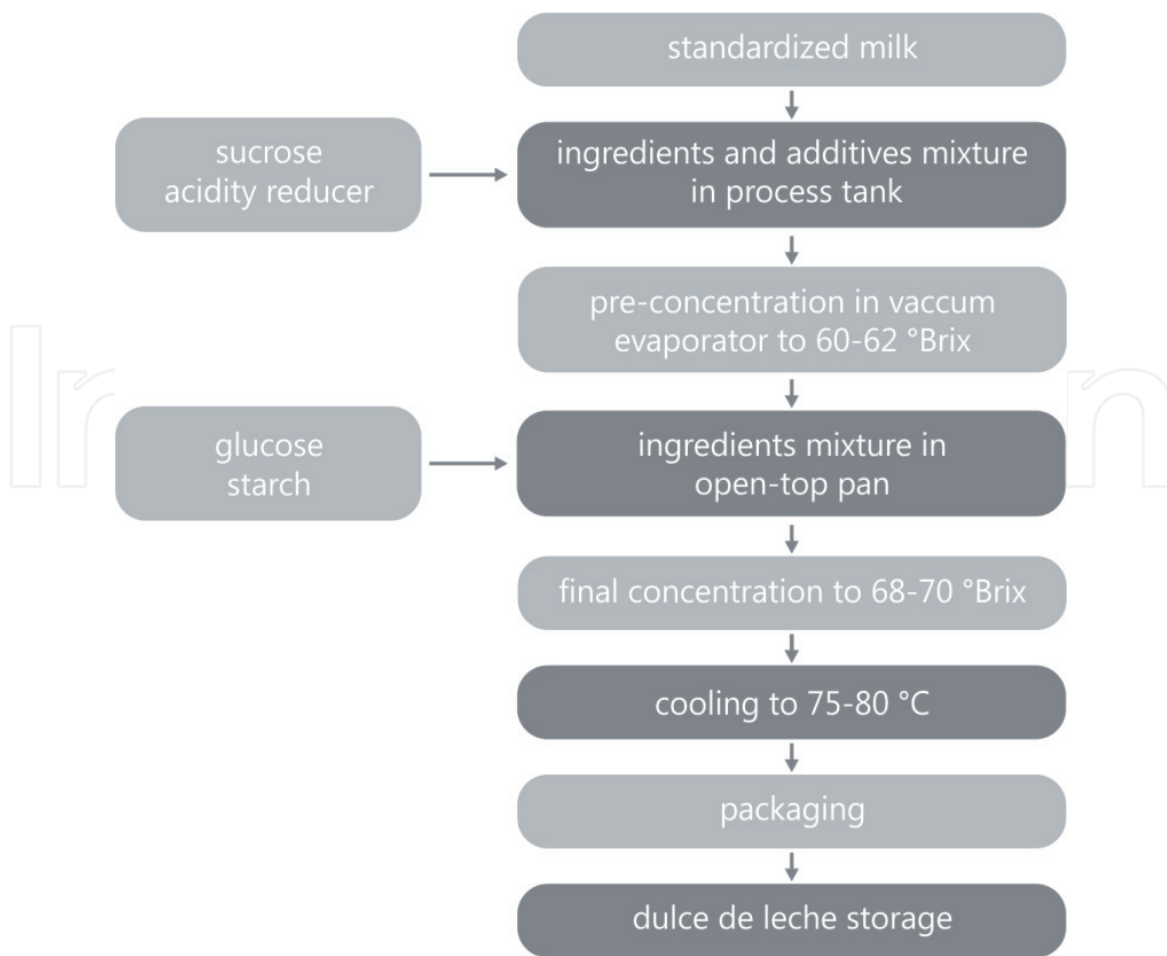 standardized milk
sucrose
acidity reducer
ingredients and additives mixture
in process tank
pre-concentration in vaccum
evaporator to 60-62 °Brix
glucose
starch
ingredients mixture in
open-top pan
final concentration to 68-70 °Brix
cooling to 75-80 °C
packaging
dulce de leche storage